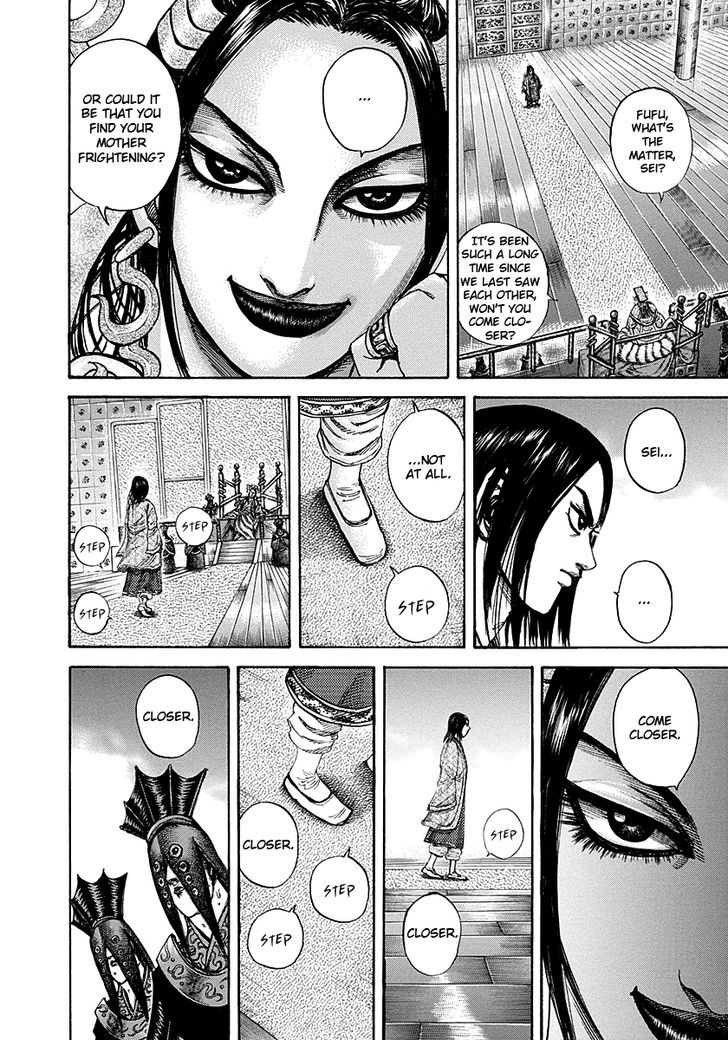 FUFU,
WHAT'S
THE
MATTER,
SEI?
IT'S BEEN
SUCH A LONG
TIME SINCE
WE LAST SAW
EACH OTHER,
WON'T YOU
COME CLO-
SER?
...
OR COULD IT
BE THAT YOU
FIND YOUR
MOTHER
FRIGHTENING?
SEI...
...
...NOT
AT ALL.
STEP
STEP
STEP
STEP
COME
CLOSER.
STEP
CLOSER.
CLOSER.
STEP
STEP
CLOSER.